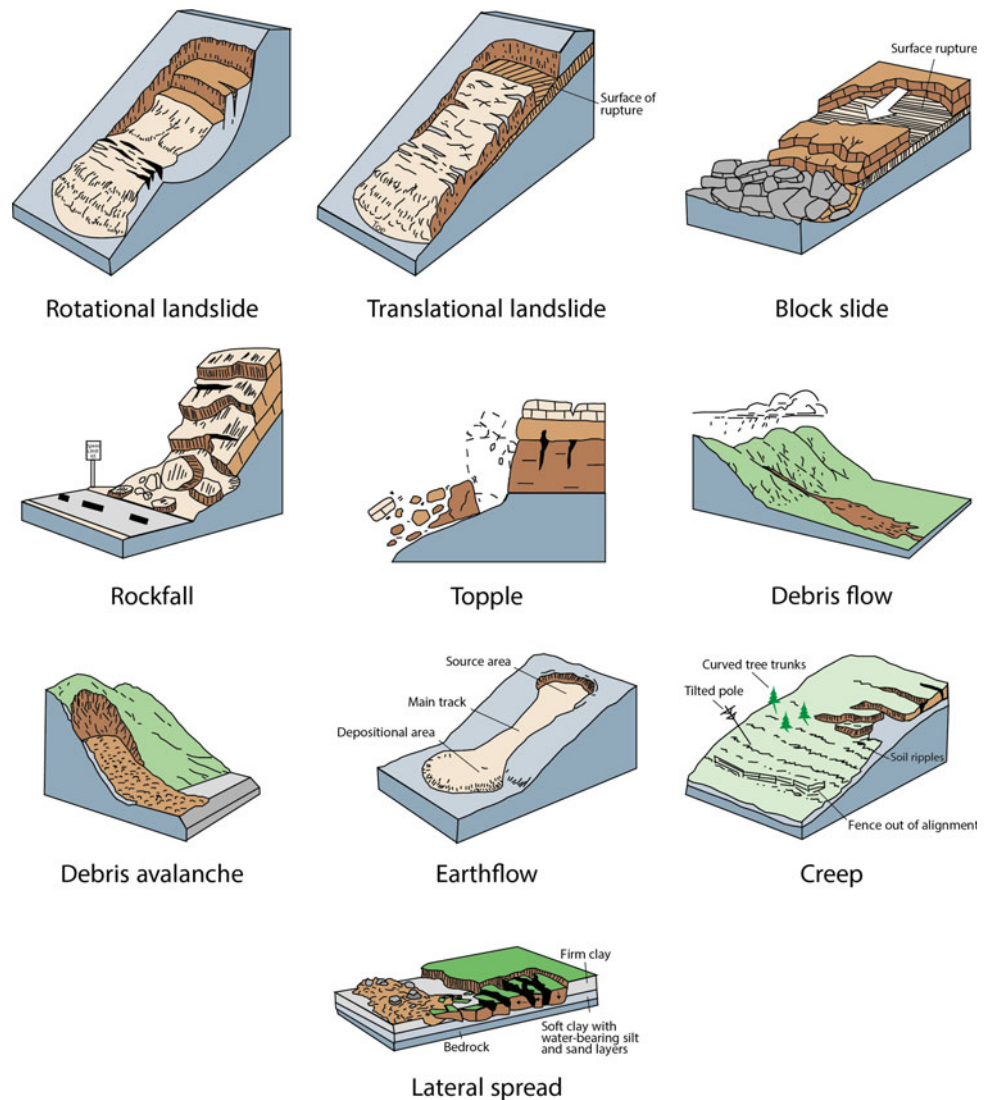 Surface of
rupture
Surface rupture
Rotational landslide
Translational landslide
Block slide
Rockfall
Topple
Debris flow
Source area
Main track
Depositional area
Curved tree trunks
Tilted pole
Soil ripples
Fence out of alignment
Debris avalanche
Earthflow
Creep
Firm clay
Soft clay with
water-bearing silt
and sand layers
Bedrock
Lateral spread